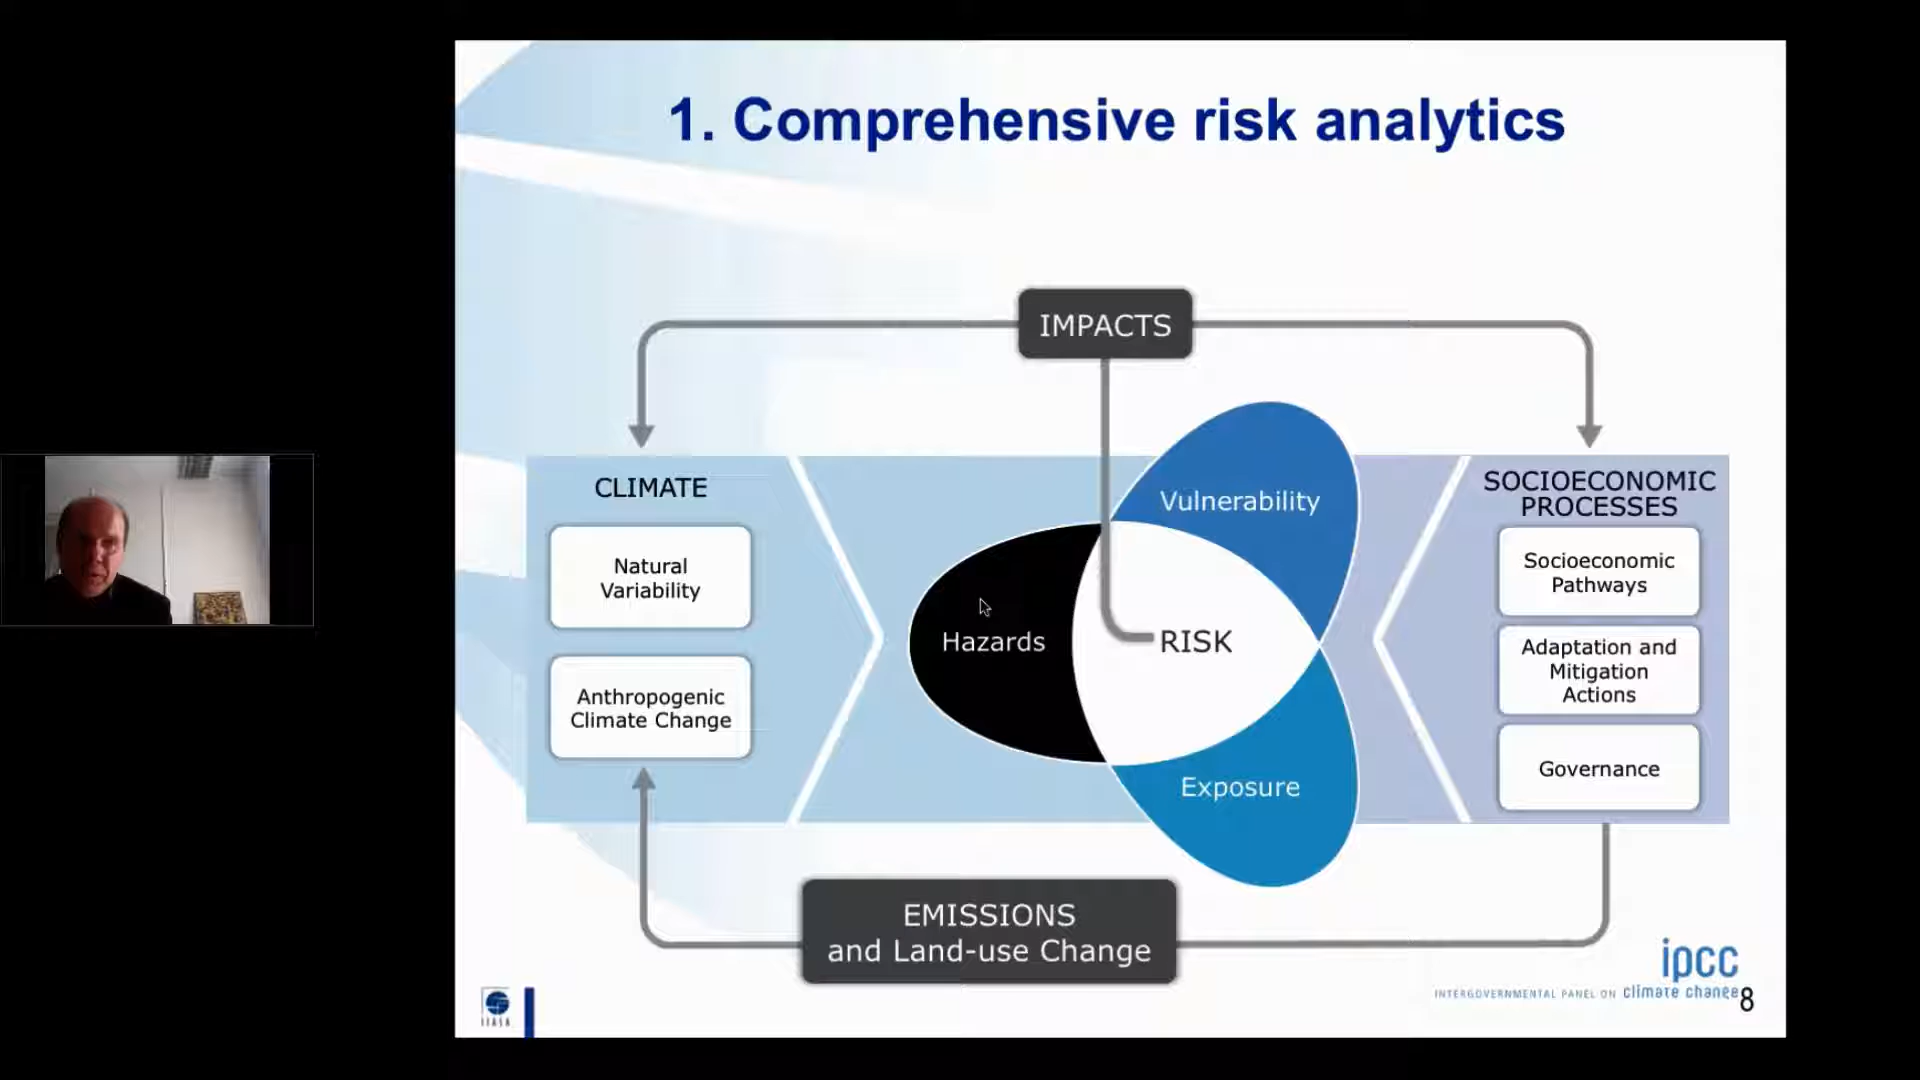 1. Comprehensive risk analytics
IMPACTS
CLIMATE
Natural
Variability
Anthropogenic
Climate Change
Vulnerability
Hazards
RISK
Exposure
SOCIOECONOMIC
PROCESSES
Socioeconomic
Pathways
Adaptation and
Mitigation
Actions
Governance
EMISSIONS
and Land-use Change
IIASA
ipcc
INTERGOVERNMENTAL PANEL ON climate change
8